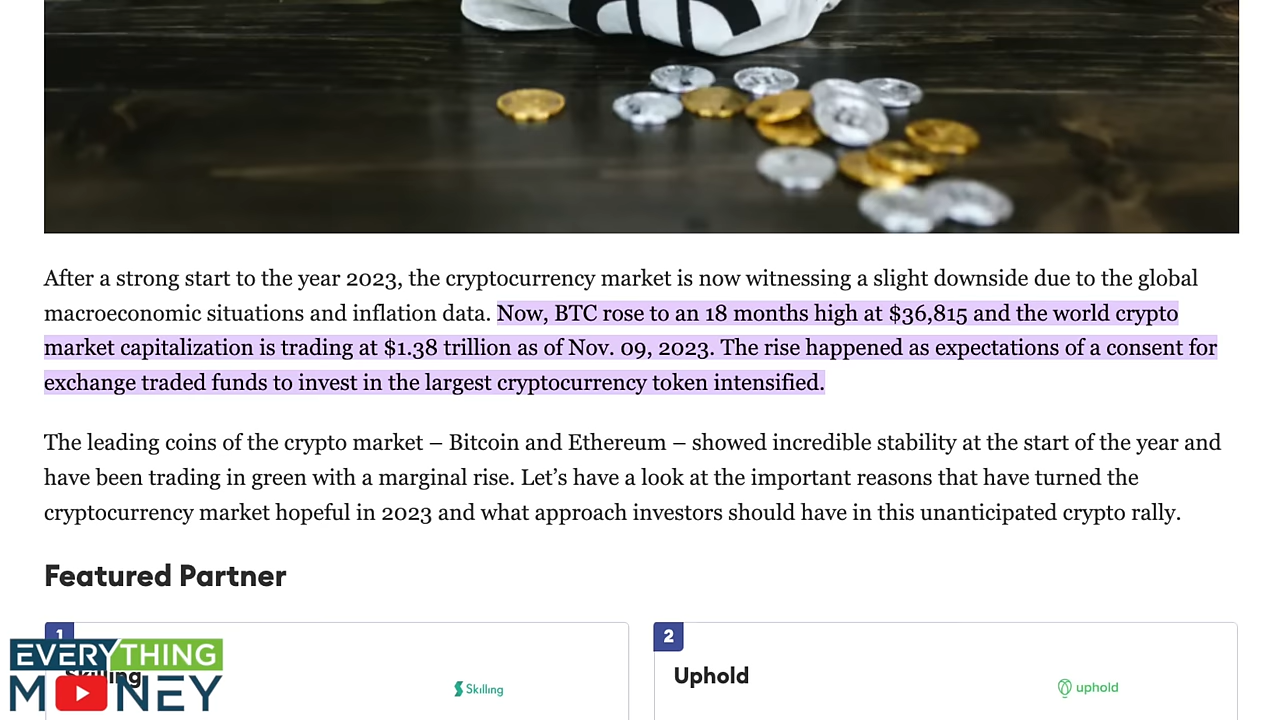 After a strong start to the year 2023, the cryptocurrency market is now witnessing a slight downside due to the global
macroeconomic situations and inflation data. Now, BTC rose to an 18 months high at $36,815 and the world crypto
market capitalization is trading at $1.38 trillion as of Nov. 09, 2023. The rise happened as expectations of a consent for
exchange traded funds to invest in the largest cryptocurrency token intensified.
The leading coins of the crypto market – Bitcoin and Ethereum – showed incredible stability at the start of the year and
have been trading in green with a marginal rise. Let’s have a look at the important reasons that have turned the
cryptocurrency market hopeful in 2023 and what approach investors should have in this unanticipated crypto rally.
Featured Partner
1
Skilling
Skilling
2
Uphold
uphold
EVERYTHING
MONEY